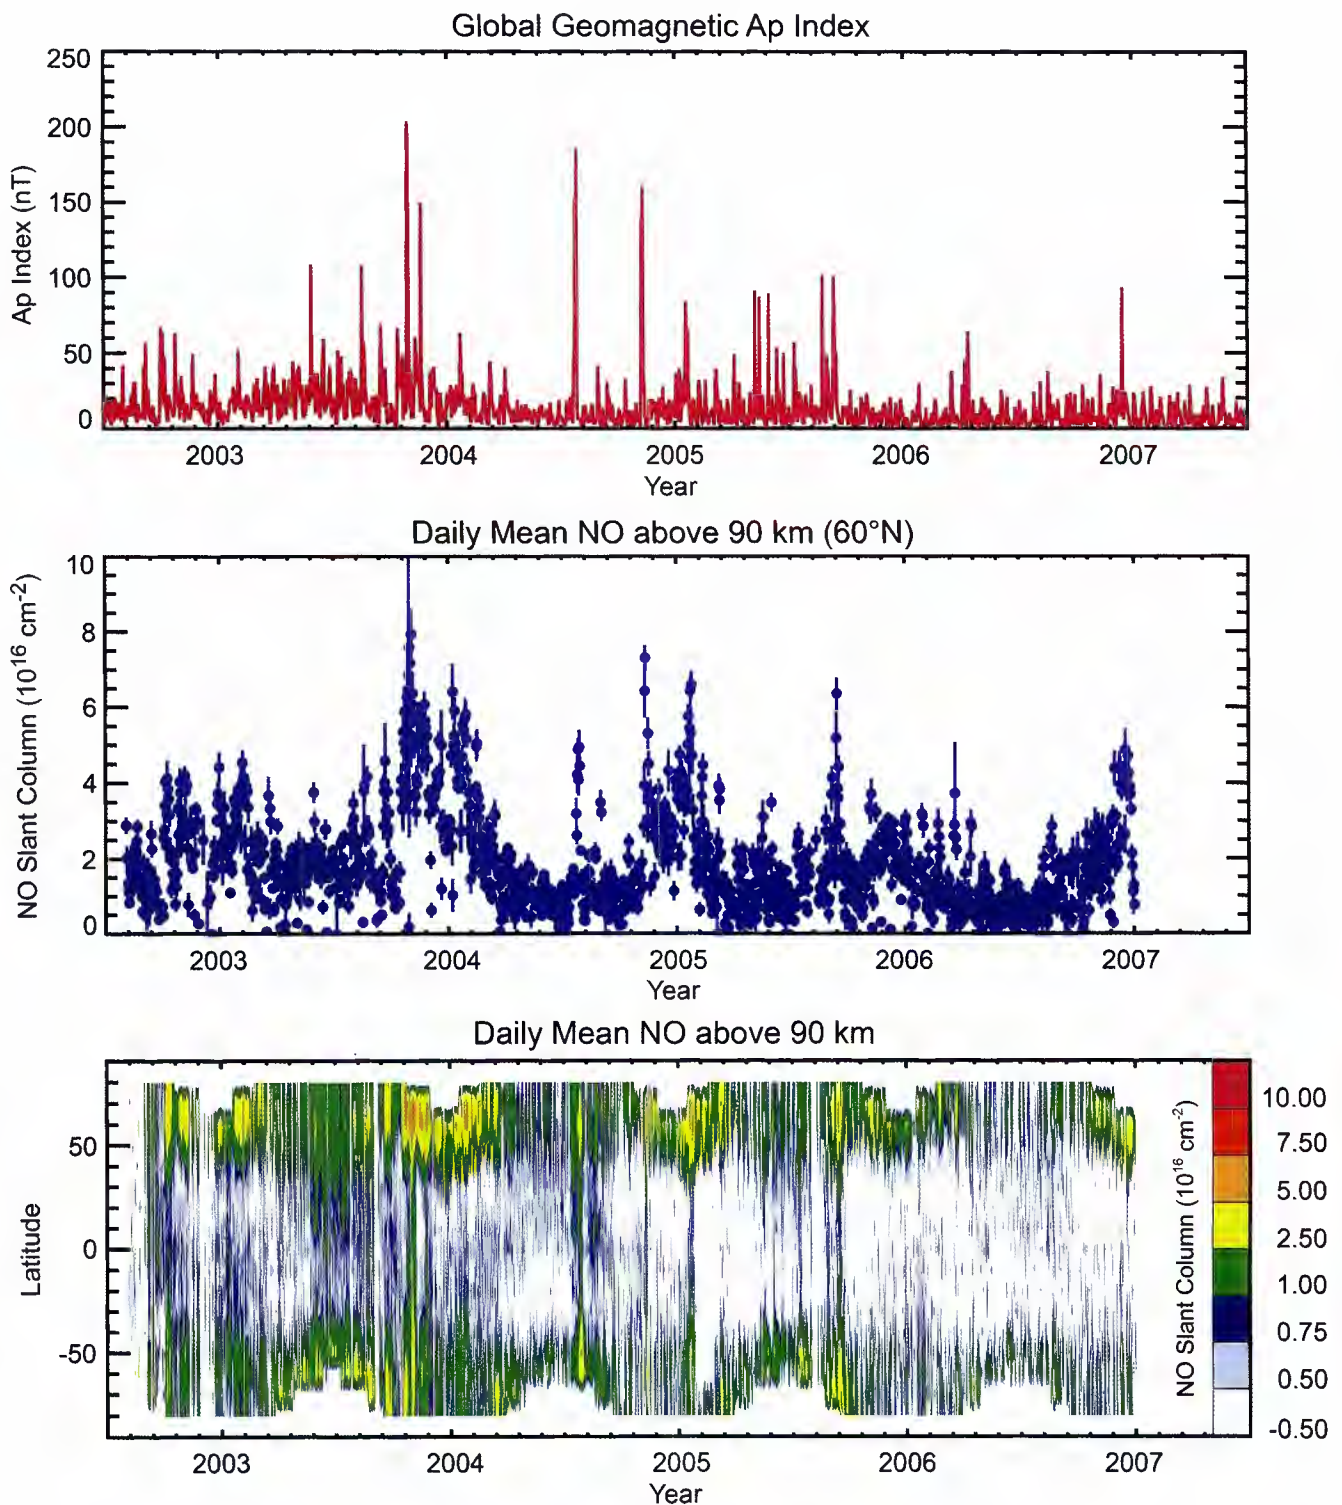 Global Geomagnetic Ap Index
250
200
150
100
50
0
Ap Index (nT)
2003 2004 2005 2006 2007
Year
Daily Mean NO above 90 km (60°N)
10
8
6
4
2
0
NO Slant Column (10^16 cm^-2)
2003 2004 2005 2006 2007
Year
Daily Mean NO above 90 km
50
0
-50
Latitude
2003 2004 2005 2006 2007
Year
NO Slant Column (10^16 cm^-2)
10.00
7.50
5.00
2.50
1.00
0.75
0.50
-0.50